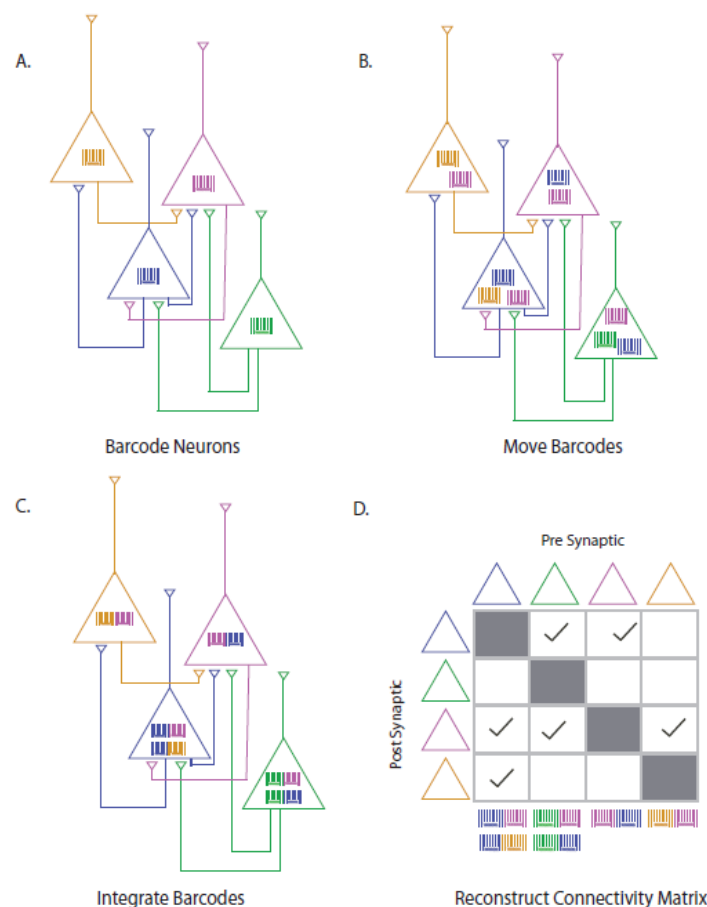 A.
B.
Barcode Neurons
Move Barcodes
C.
D.
Pre Synaptic
Post Synaptic
Integrate Barcodes
Reconstruct Connectivity Matrix